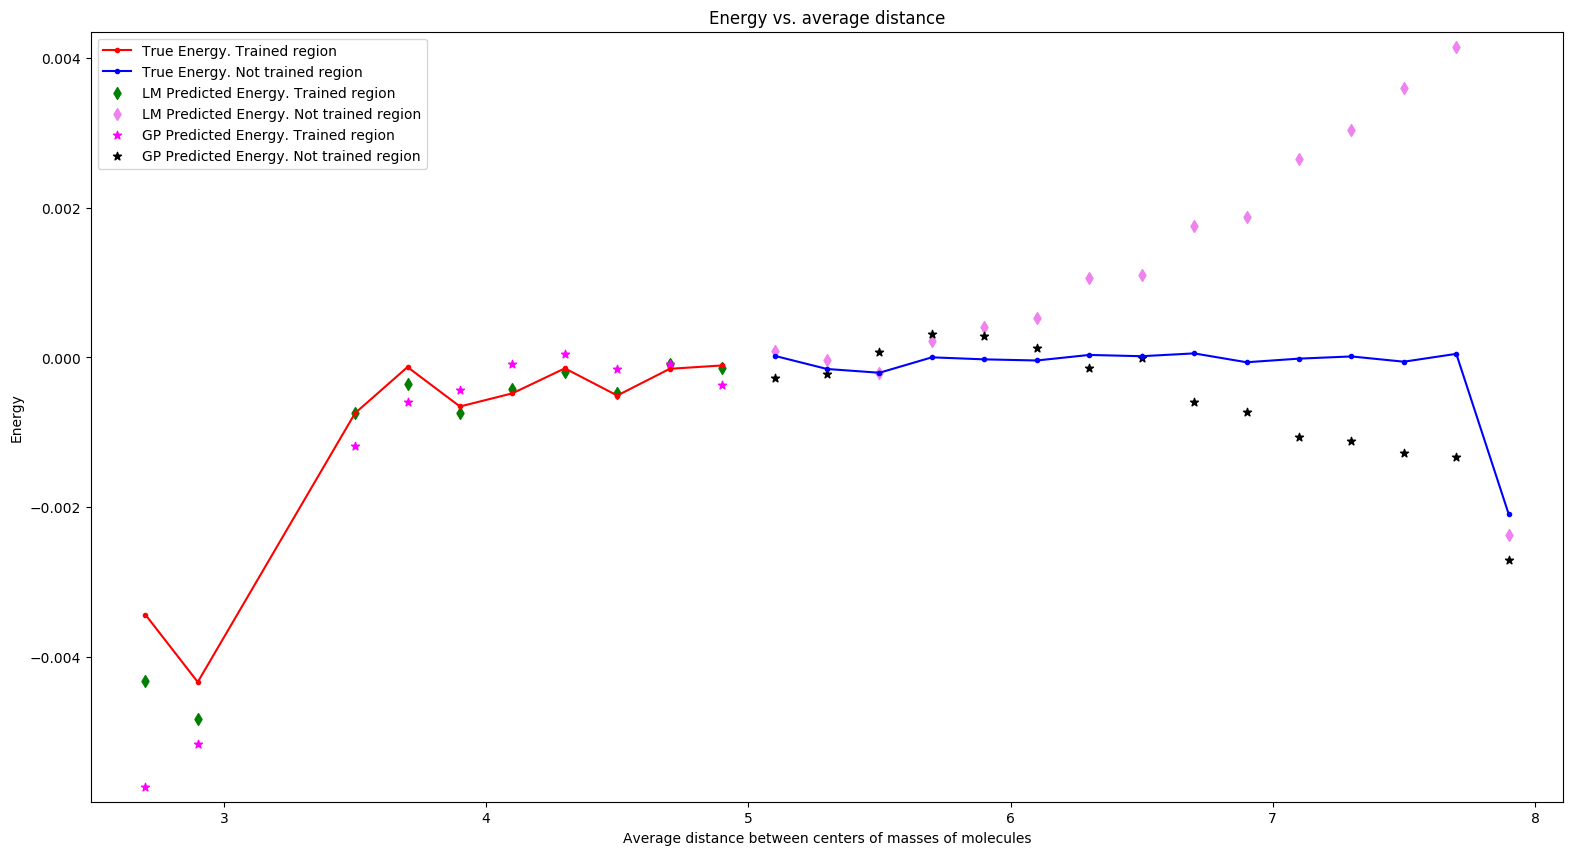 Energy vs. average distance
True Energy. Trained region
True Energy. Not trained region
LM Predicted Energy. Trained region
LM Predicted Energy. Not trained region
GP Predicted Energy. Trained region
GP Predicted Energy. Not trained region
0.004
0.002
0.000
−0.002
−0.004
Energy
3 4 5 6 7 8
Average distance between centers of masses of molecules